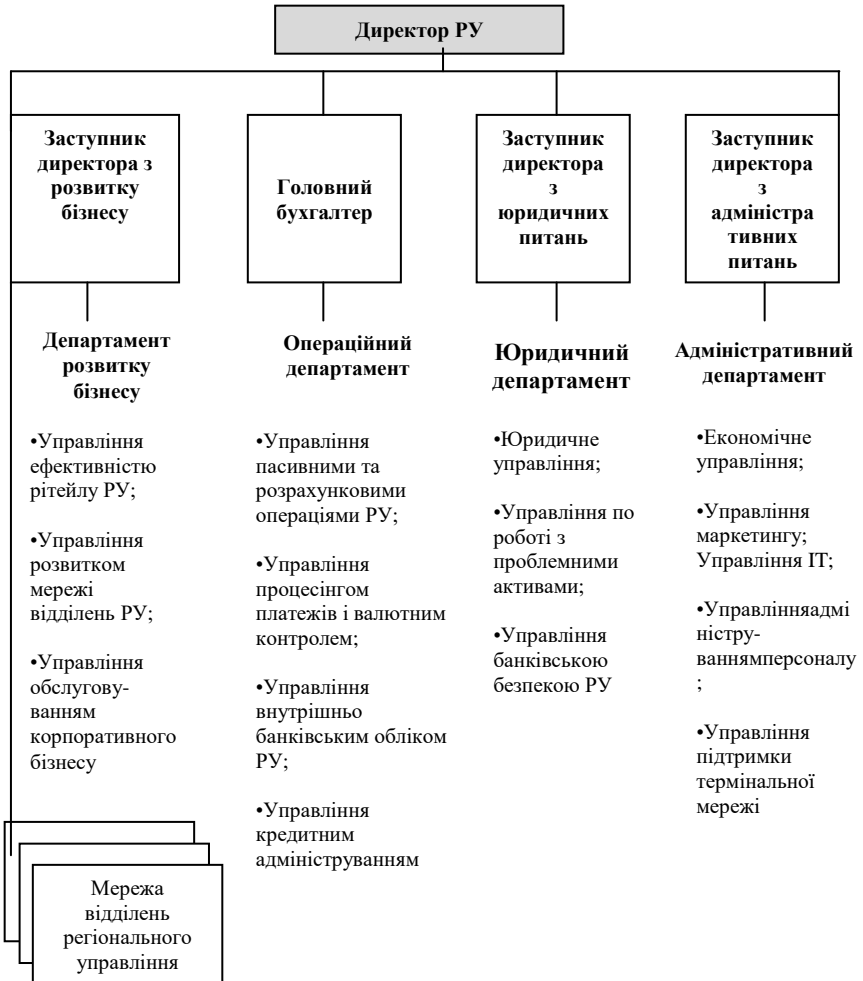 Директор РУ
Заступник
директора з
розвитку
бізнесу
Головний
бухгалтер
Заступник
директора
з
юридичних
питань
Заступник
директора
з
адміністра
тивних
питань
Департамент
розвитку
бізнесу
•Управління
ефективністю
рітейлу РУ;
•Управління
розвитком
мережі
відділень РУ;
•Управління
обслугову-
ванням
корпоративного
бізнесу
Операційний
департамент
•Управління
пасивними та
розрахунковими
операціями РУ;
•Управління
процесінгом
платежів і валютним
контролем;
•Управління
внутрішньо
банківським обліком
РУ;
•Управління
кредитним
адмініструванням
Юридичний
департамент
•Юридичне
управління;
•Управління по
роботі з
проблемними
активами;
•Управління
банківською
безпекою РУ
Адміністративний
департамент
•Економічне
управління;
•Управління
маркетингу;
Управління ІТ;
•Управлінняадмі
ністру-
ваннямперсоналу
;
•Управління
підтримки
термінальної
мережі
Мережа
відділень
регіонального
управління